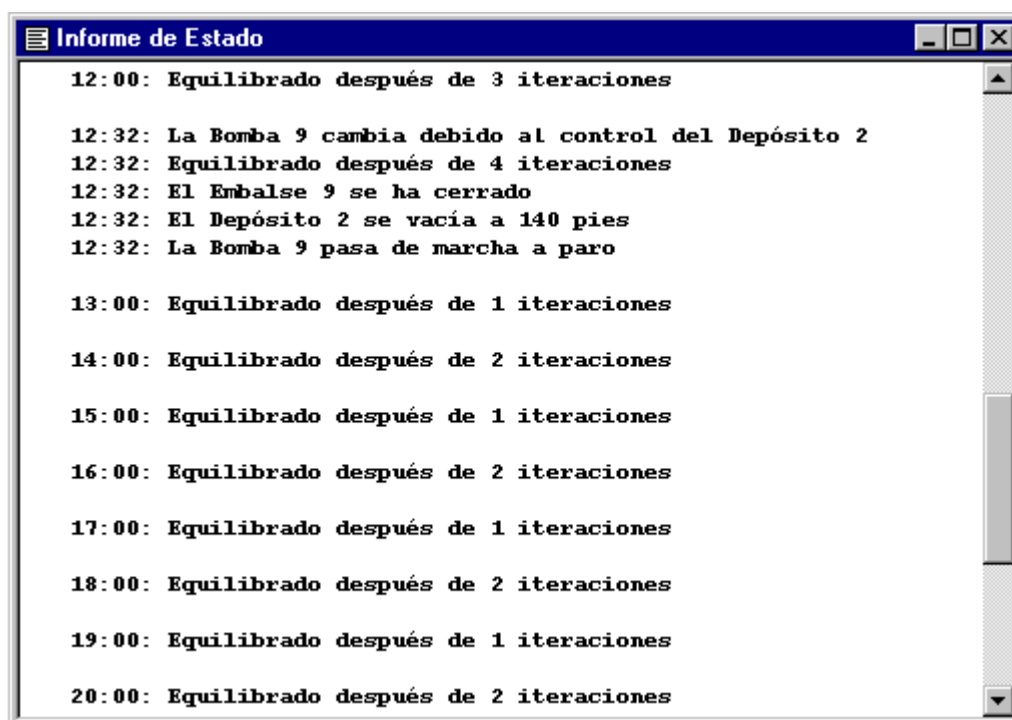 Informe de Estado
12:00: Equilibrado después de 3 iteraciones
12:32: La Bomba 9 cambia debido al control del Depósito 2
12:32: Equilibrado después de 4 iteraciones
12:32: El Embalse 9 se ha cerrado
12:32: El Depósito 2 se vacía a 140 pies
12:32: La Bomba 9 pasa de marcha a paro
13:00: Equilibrado después de 1 iteraciones
14:00: Equilibrado después de 2 iteraciones
15:00: Equilibrado después de 1 iteraciones
16:00: Equilibrado después de 2 iteraciones
17:00: Equilibrado después de 1 iteraciones
18:00: Equilibrado después de 2 iteraciones
19:00: Equilibrado después de 1 iteraciones
20:00: Equilibrado después de 2 iteraciones